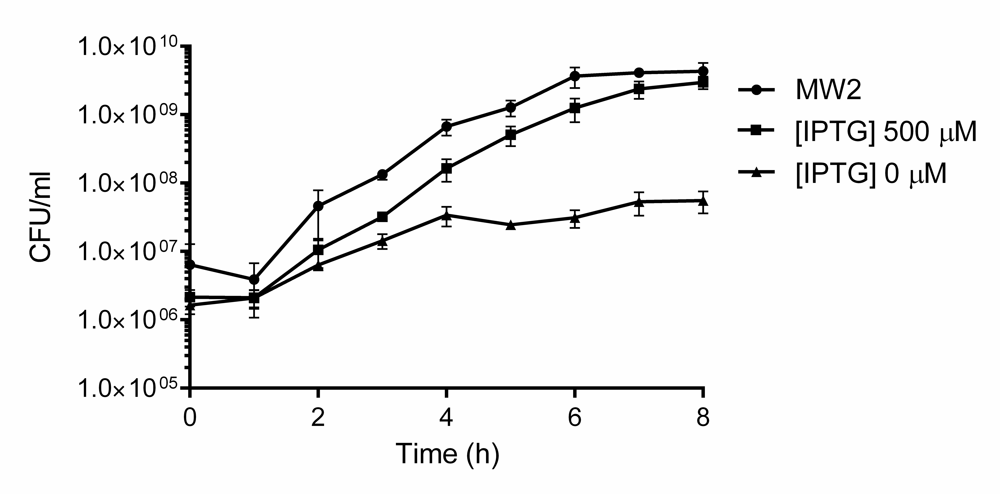 1.0×10^10
1.0×10^09
1.0×10^08
1.0×10^07
1.0×10^06
1.0×10^05
CFU/ml
0 2 4 6 8
Time (h)
MW2
[IPTG] 500 μM
[IPTG] 0 μM